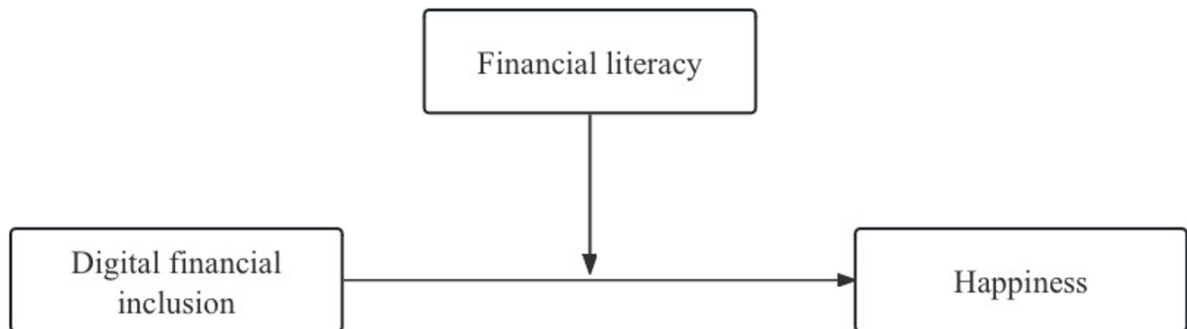 Financial literacy
Digital financial
inclusion
Happiness